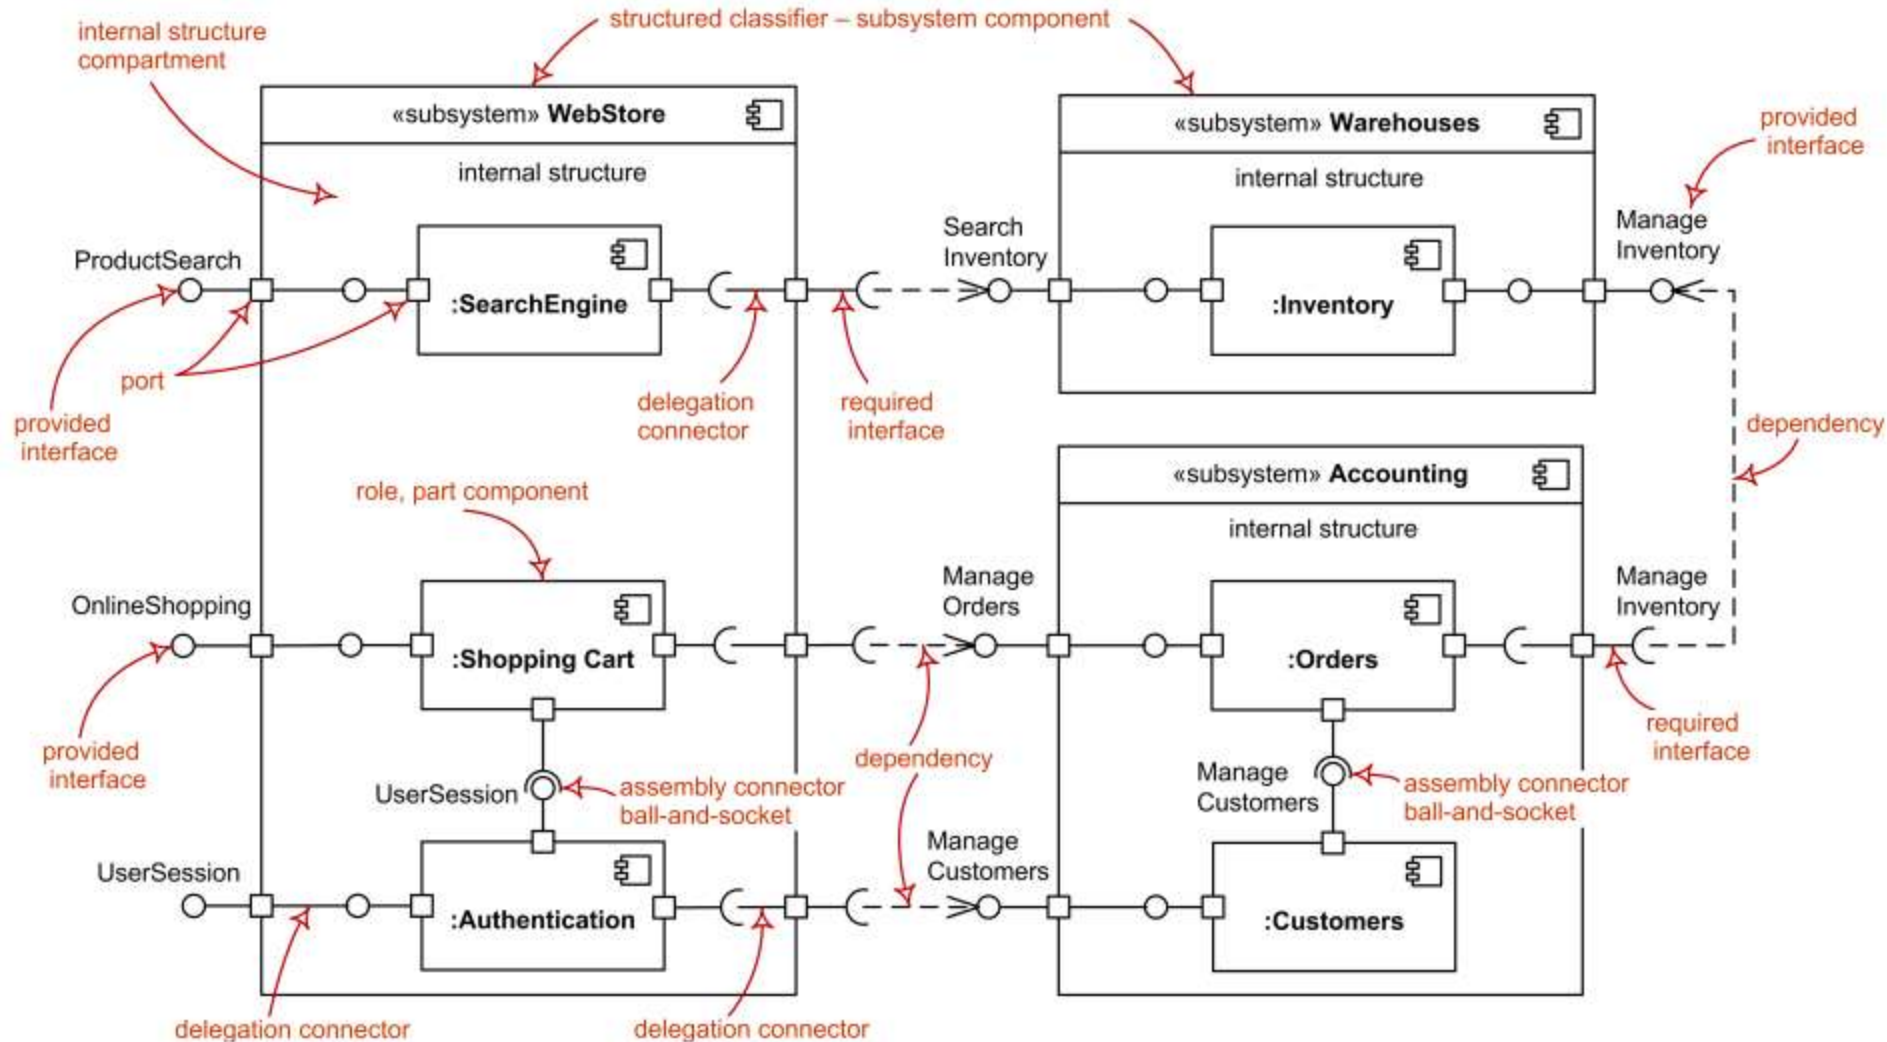 structured classifier – subsystem component
internal structure
compartment
«subsystem» WebStore
internal structure
«subsystem» Warehouses
internal structure
provided
interface
ProductSearch
:SearchEngine
Search
Inventory
:Inventory
Manage
Inventory
port
provided
interface
delegation
connector
required
interface
dependency
role, part component
«subsystem» Accounting
internal structure
OnlineShopping
:Shopping Cart
Manage
Orders
:Orders
Manage
Inventory
provided
interface
dependency
required
interface
UserSession
assembly connector
ball-and-socket
Manage
Customers
assembly connector
ball-and-socket
UserSession
:Authentication
Manage
Customers
:Customers
delegation connector
delegation connector